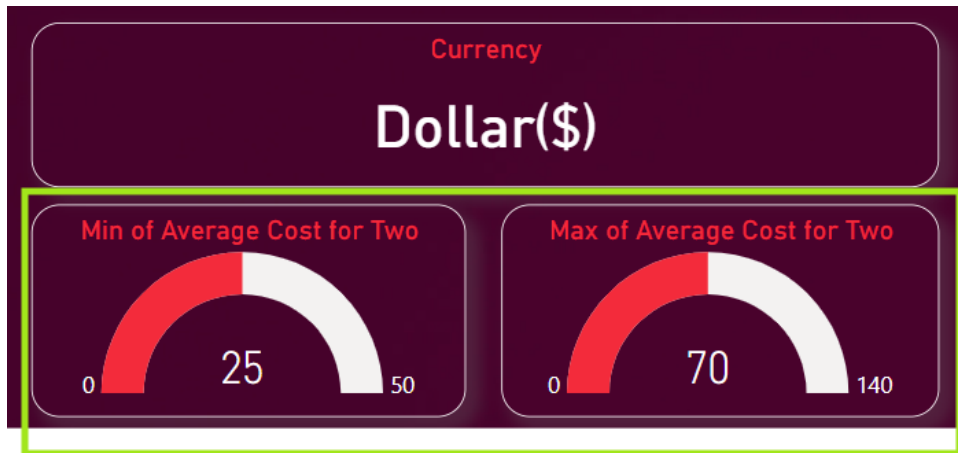 Currency
Dollar($)
Min of Average Cost for Two
25
0
50
Max of Average Cost for Two
70
0
140